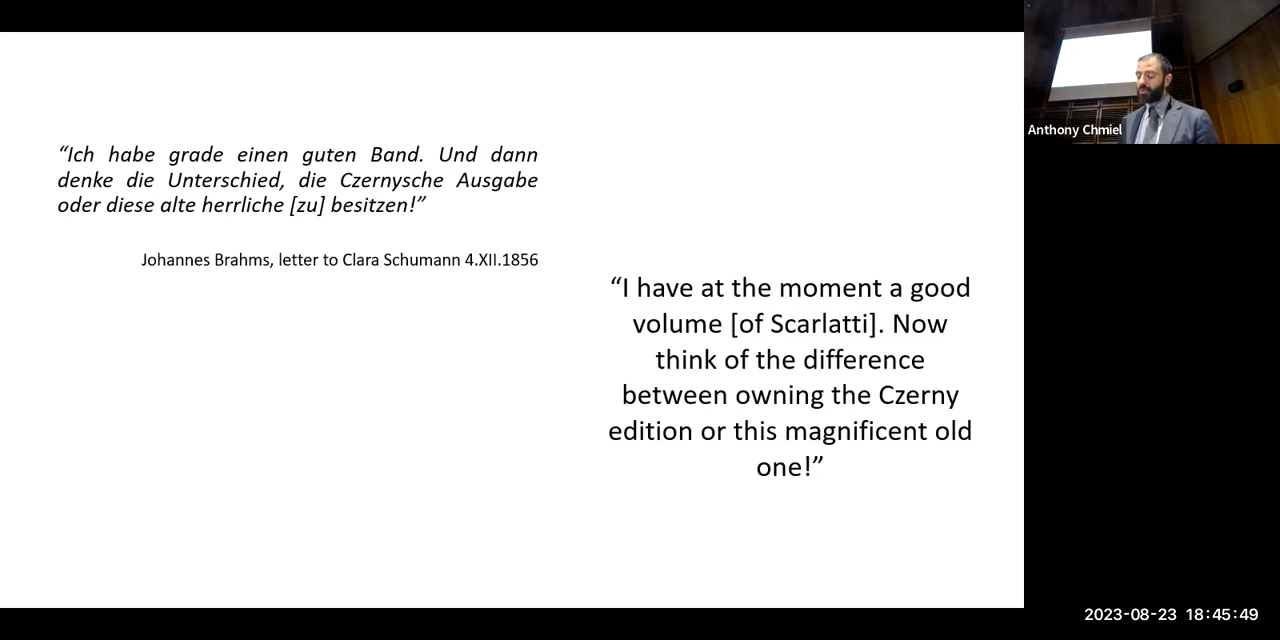 “Ich habe grade einen guten Band. Und dann
denke die Unterschied, die Czernysche Ausgabe
oder diese alte herrliche [zu] besitzen!”
Johannes Brahms, letter to Clara Schumann 4.XII.1856
“I have at the moment a good
volume [of Scarlatti]. Now
think of the difference
between owning the Czerny
edition or this magnificent old
one!”
Anthony Chmiel
2023-08-23 18:45:49